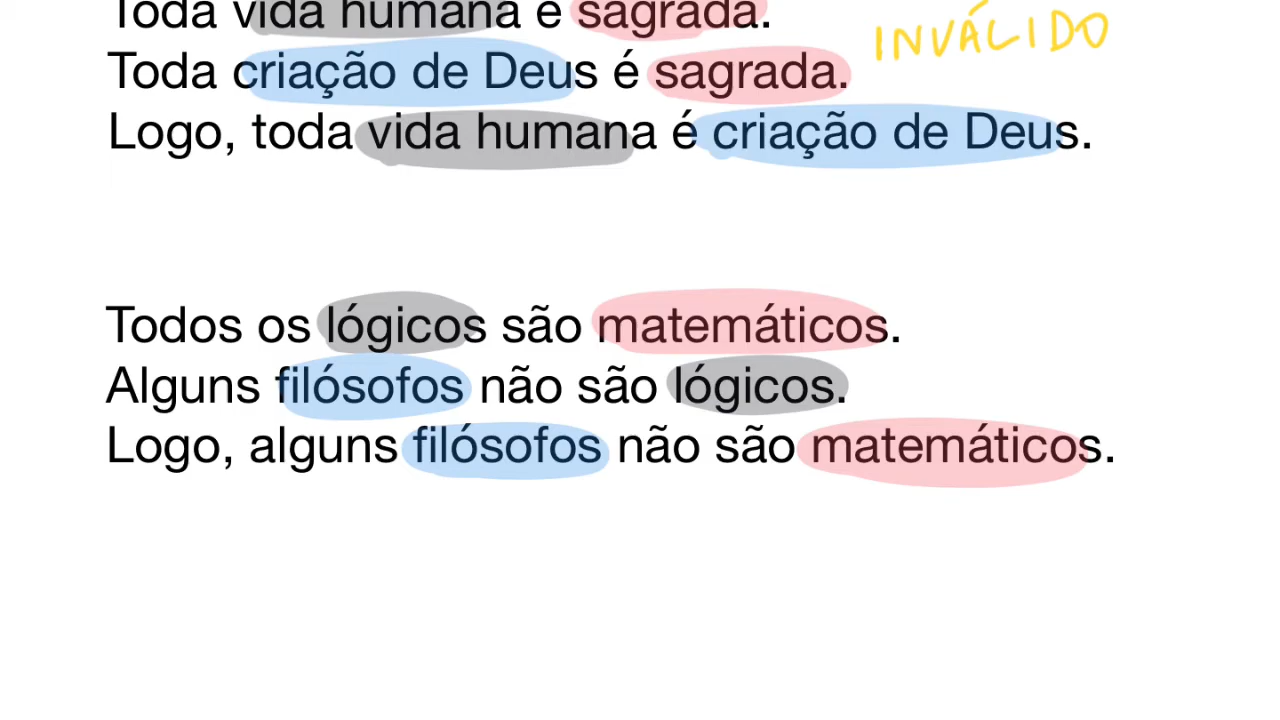 Toda vida humana é sagrada.
INVÁLIDO
Toda criação de Deus é sagrada.
Logo, toda vida humana é criação de Deus.
Todos os lógicos são matemáticos.
Alguns filósofos não são lógicos.
Logo, alguns filósofos não são matemáticos.